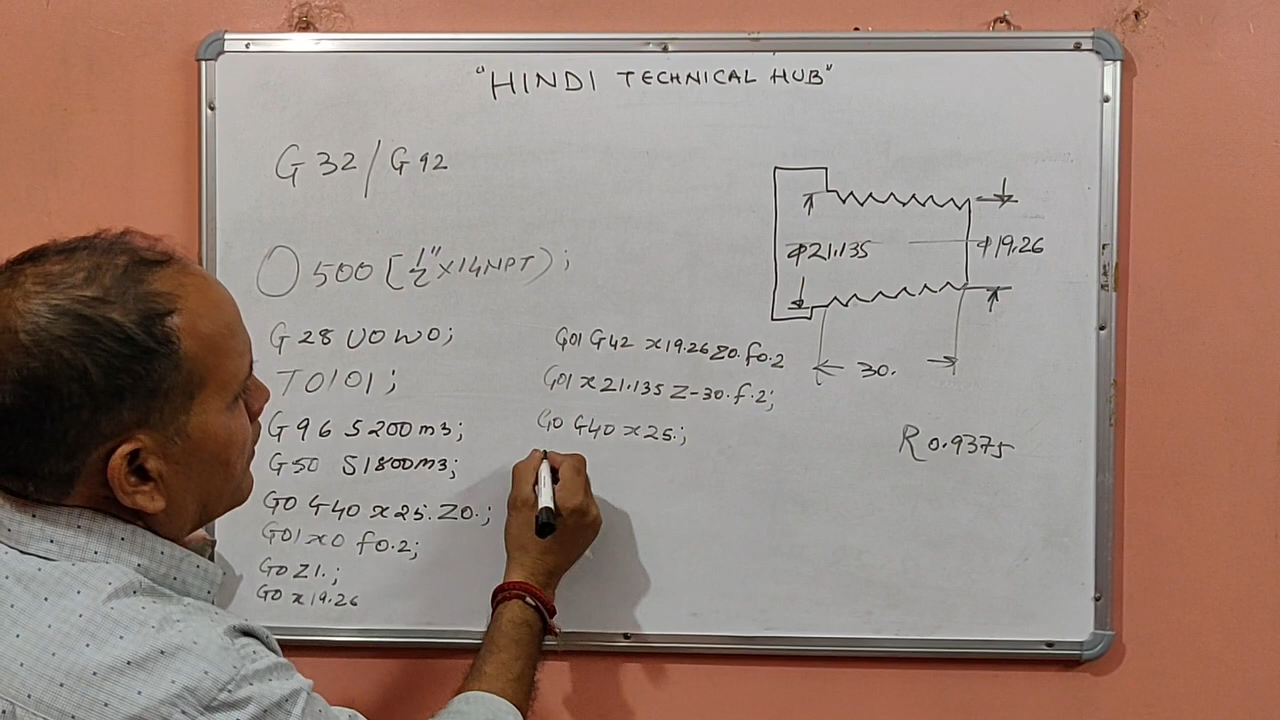 "HINDI TECHNICAL HUB"
G32/G92
O500 [1/2"x14NPT);
G28 U0W0;
T0101;
G96 S200m3;
G50 S1800m3;
G0 G40 x25.Z0.;
G01 x0 f0.2;
G0 Z1.;
G0 x19.26
G01 G42 x19.26 Z0.f0.2
G01 x21.135 Z-30.f.2;
G0 G40 x25.;
φ21.135
φ19.26
30.
R0.9375